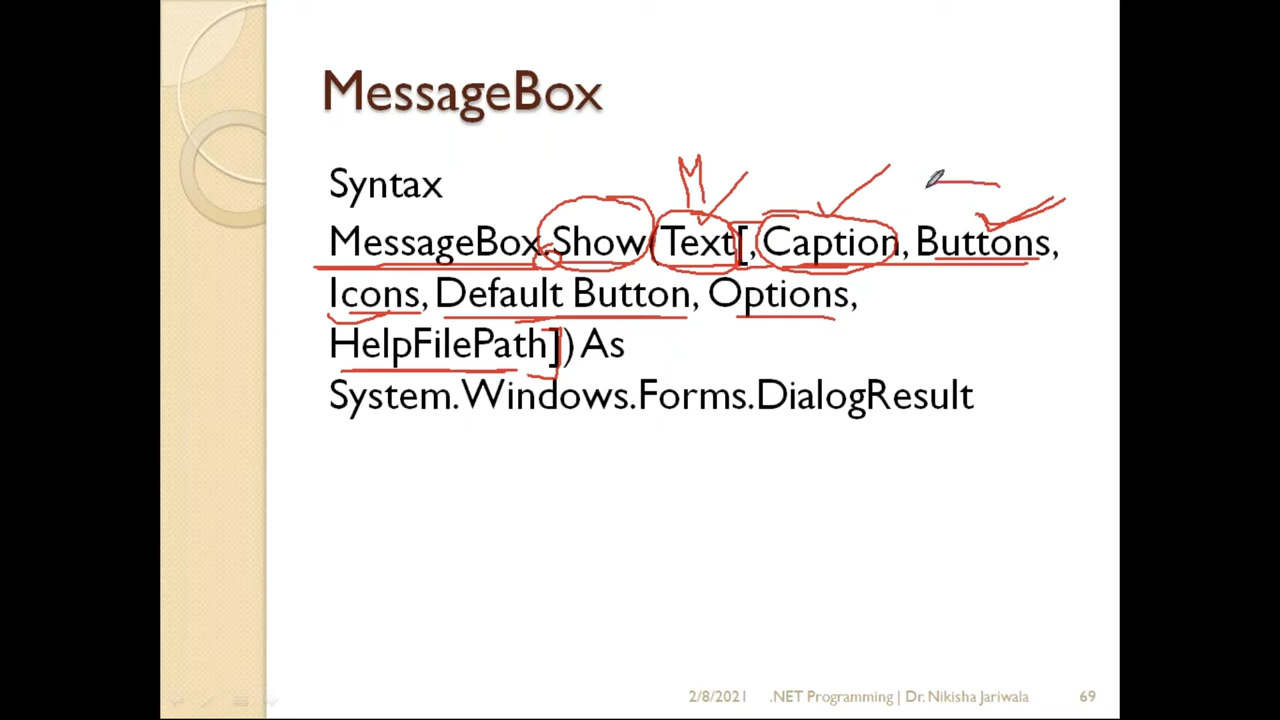 MessageBox
Syntax
M
MessageBox.Show(Text[, Caption, Buttons,
Icons, Default Button, Options,
HelpFilePath]) As
System.Windows.Forms.DialogResult
2/8/2021 .NET Programming | Dr. Nikisha Jariwala 69